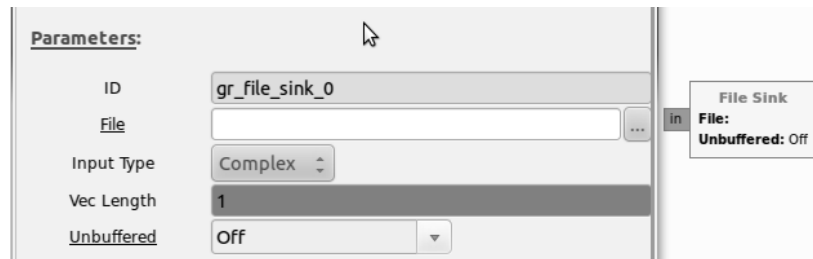 Parameters:
ID
gr_file_sink_0
File
...
Input Type
Complex
Vec Length
1
Unbuffered
Off
File Sink
in
File:
Unbuffered: Off